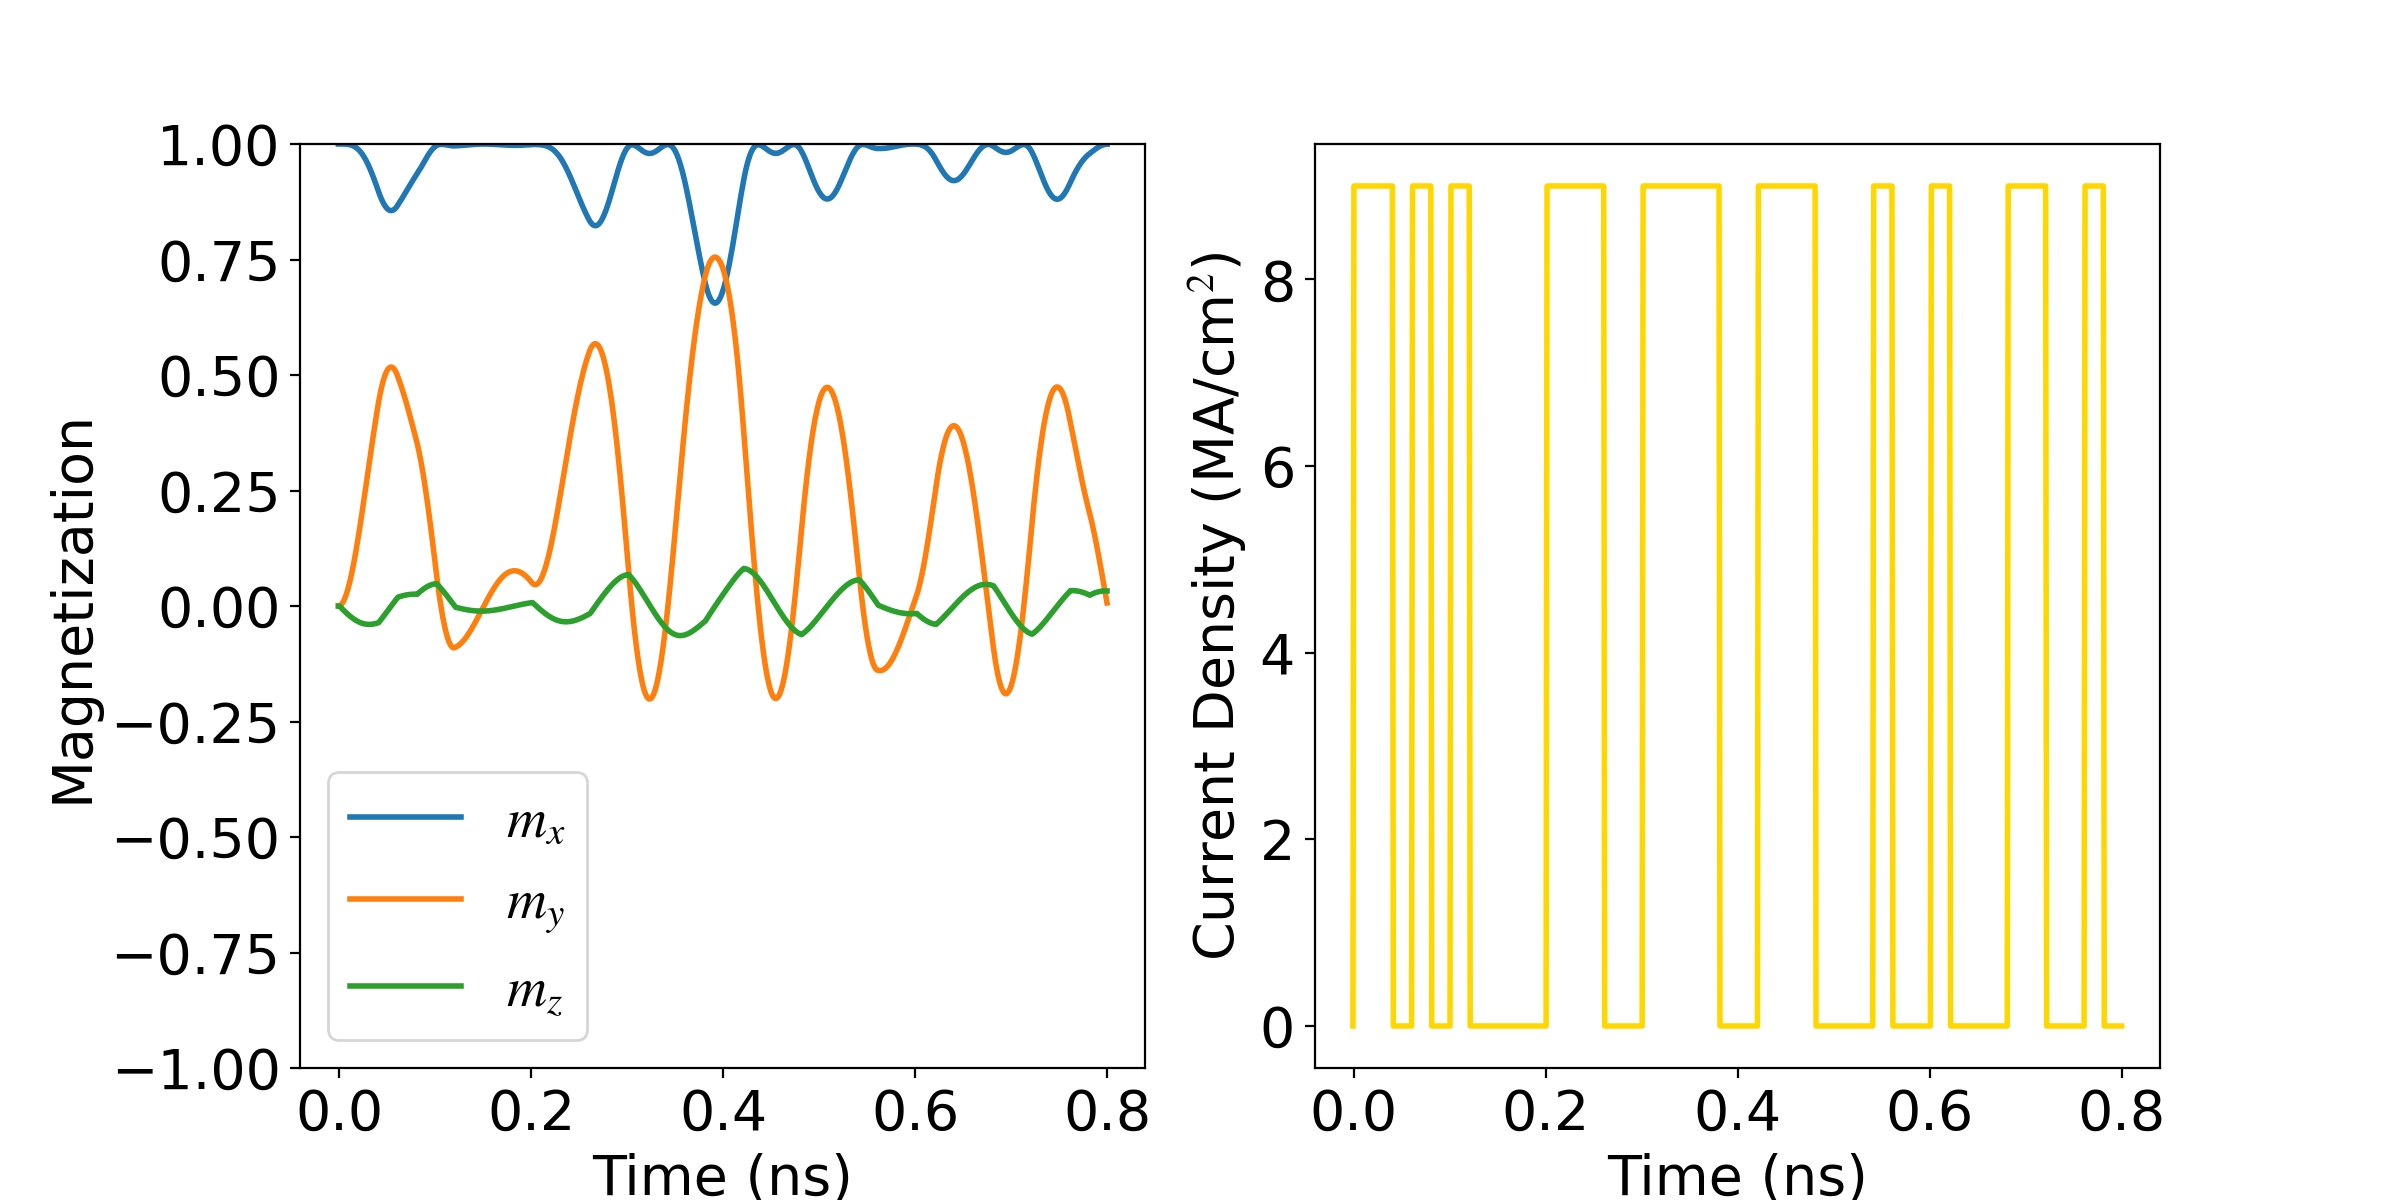 1.00
0.75
0.50
0.25
0.00
−0.25
−0.50
−0.75
−1.00
Magnetization
m_x
m_y
m_z
0.0 0.2 0.4 0.6 0.8
Time (ns)
Current Density (MA/cm²)
8
6
4
2
0
0.0 0.2 0.4 0.6 0.8
Time (ns)